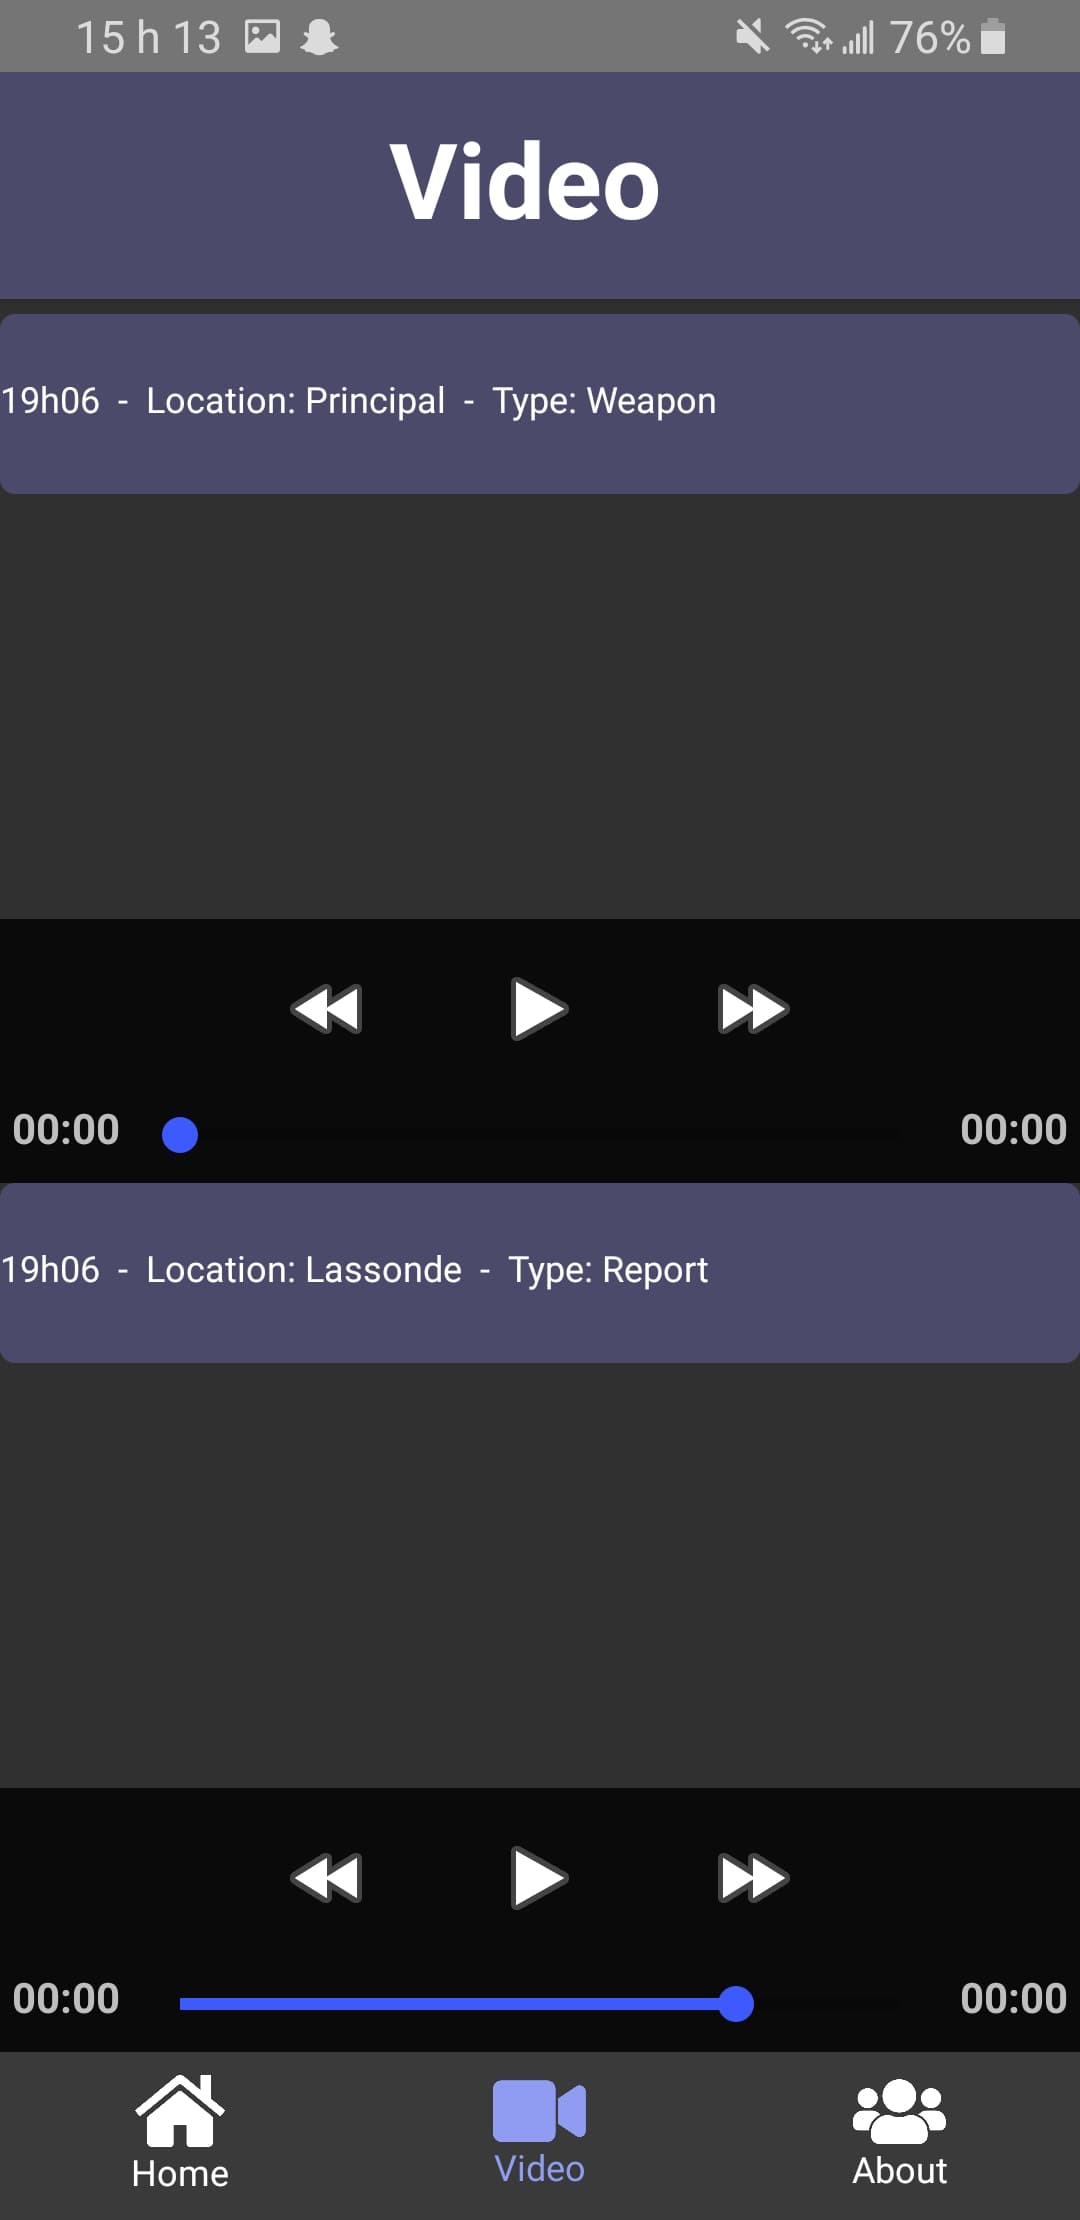 15 h 13 76%
Video
19h06 - Location: Principal - Type: Weapon
00:00 00:00
19h06 - Location: Lassonde - Type: Report
00:00 00:00
Home Video About